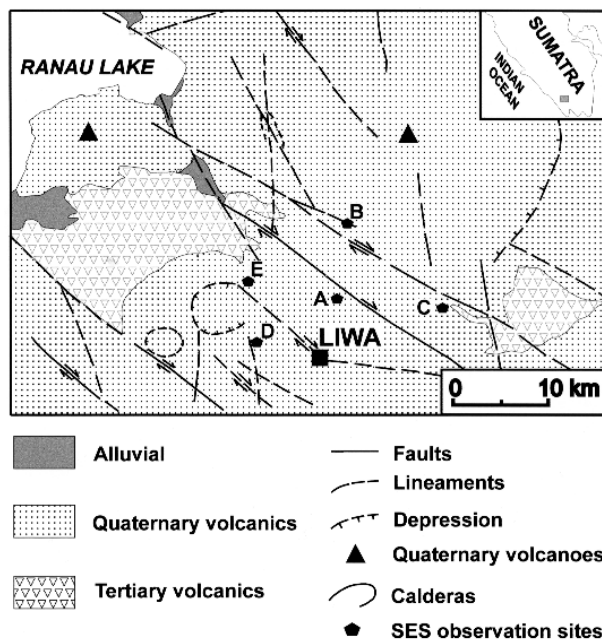 RANAU LAKE
SUMATRA
INDIAN
OCEAN
B
E
A
C
D
LIWA
0 10 km
Alluvial
Quaternary volcanics
Tertiary volcanics
Faults
Lineaments
Depression
Quaternary volcanoes
Calderas
SES observation sites